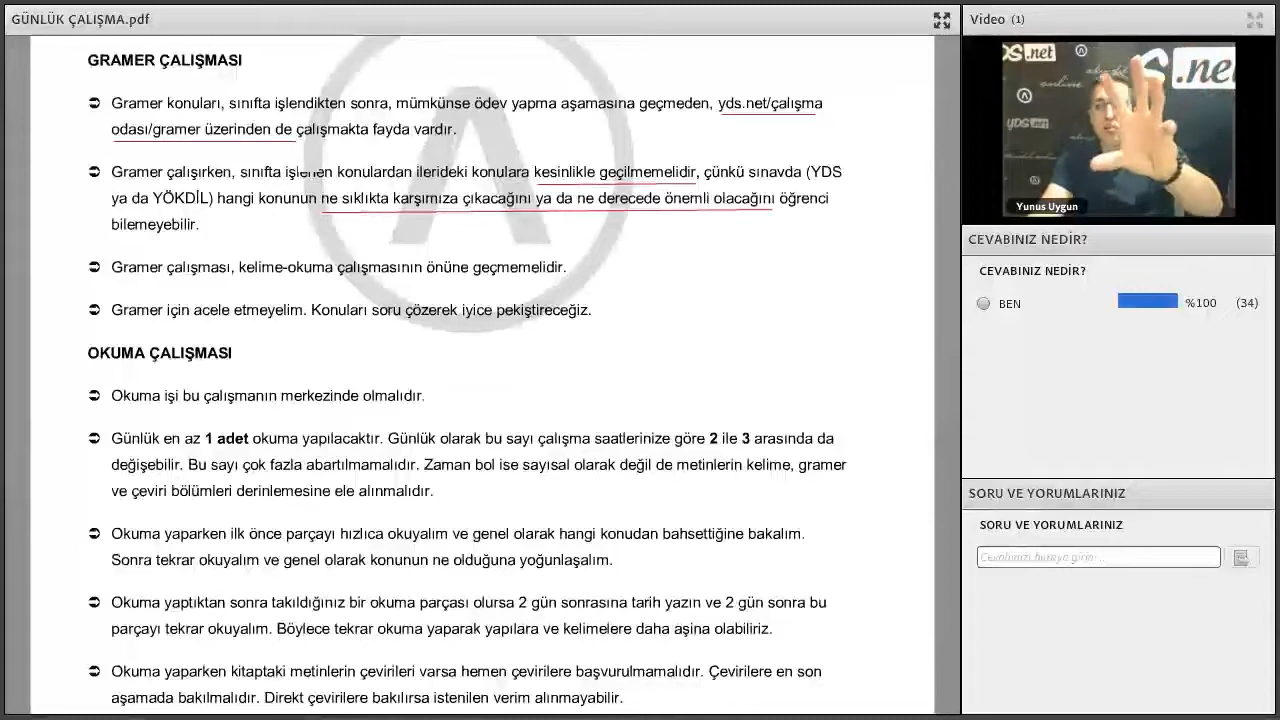 GÜNLÜK ÇALIŞMA.pdf
GRAMER ÇALIŞMASI
Gramer konuları, sınıfta işlendikten sonra, mümkünse ödev yapma aşamasına geçmeden, yds.net/çalışma
odası/gramer üzerinden de çalışmakta fayda vardır.
Gramer çalışırken, sınıfta işlenen konulardan ilerideki konulara kesinlikle geçilmemelidir, çünkü sınavda (YDS
ya da YÖKDİL) hangi konunun ne sıklıkta karşımıza çıkacağını ya da ne derecede önemli olacağını öğrenci
bilemeyebilir.
Gramer çalışması, kelime-okuma çalışmasının önüne geçmemelidir.
Gramer için acele etmeyelim. Konuları soru çözerek iyice pekiştireceğiz.
OKUMA ÇALIŞMASI
Okuma işi bu çalışmanın merkezinde olmalıdır.
Günlük en az 1 adet okuma yapılacaktır. Günlük olarak bu sayı çalışma saatlerinize göre 2 ile 3 arasında da
değişebilir. Bu sayı çok fazla abartılmamalıdır. Zaman bol ise sayısal olarak değil de metinlerin kelime, gramer
ve çeviri bölümleri derinlemesine ele alınmalıdır.
Okuma yaparken ilk önce parçayı hızlıca okuyalım ve genel olarak hangi konudan bahsettiğine bakalım.
Sonra tekrar okuyalım ve genel olarak konunun ne olduğuna yoğunlaşalım.
Okuma yaptıktan sonra takıldığınız bir okuma parçası olursa 2 gün sonrasına tarih yazın ve 2 gün sonra bu
parçayı tekrar okuyalım. Böylece tekrar okuma yaparak yapılara ve kelimelere daha aşina olabiliriz.
Okuma yaparken kitaptaki metinlerin çevirileri varsa hemen çevirilere başvurulmamalıdır. Çevirilere en son
aşamada bakılmalıdır. Direkt çevirilere bakılırsa istenilen verim alınmayabilir.
Video (1)
.net
.ne
online
YDS.net
Yunus Uygun
CEVABINIZ NEDİR?
CEVABINIZ NEDİR?
BEN %100 (34)
SORU VE YORUMLARINIZ
SORU VE YORUMLARINIZ
Cevabınızı buraya girin...